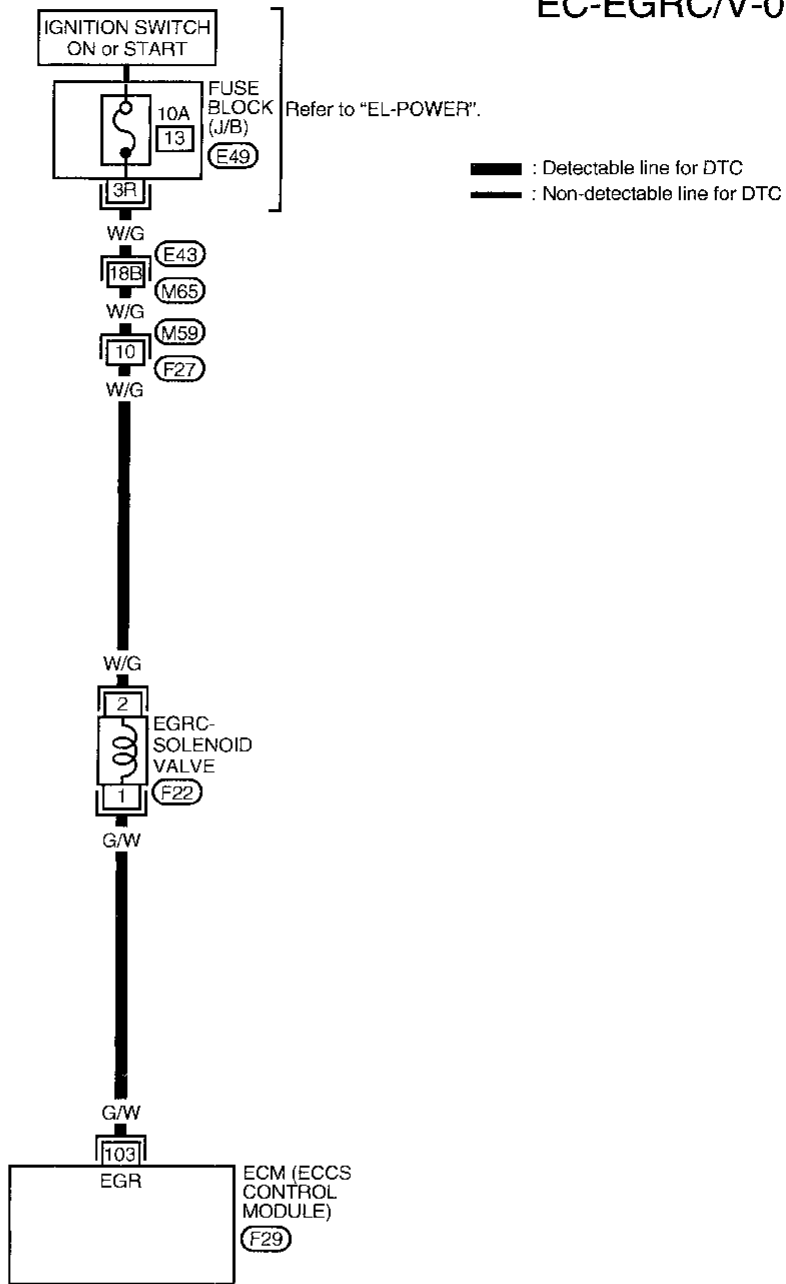 EC-EGRC/V-0
IGNITION SWITCH
ON or START
FUSE
BLOCK
(J/B)
10A
13
E49
Refer to "EL-POWER".
: Detectable line for DTC
: Non-detectable line for DTC
3R
W/G
E43
18B
M65
W/G
M59
10
F27
W/G
W/G
2
EGRC-
SOLENOID
VALVE
1
F22
G/W
G/W
103
EGR
ECM (ECCS
CONTROL
MODULE)
F29